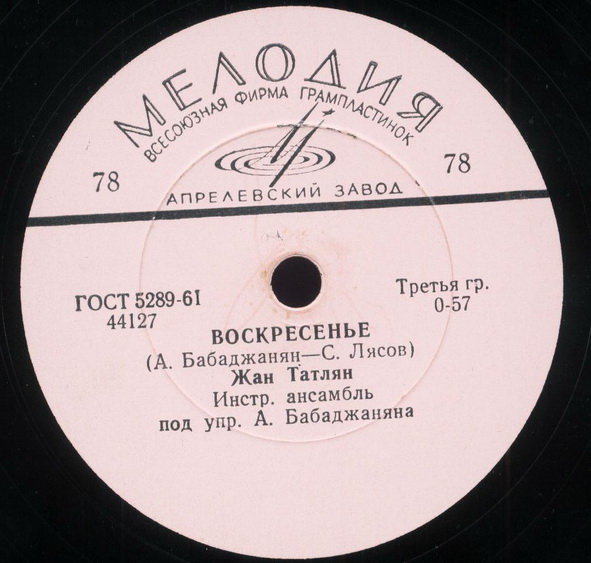 МЕЛОДИЯ
ВСЕСОЮЗНАЯ ФИРМА ГРАМПЛАСТИНОК
78 78
АПРЕЛЕВСКИЙ ЗАВОД
ГОСТ 5289-61 Третья гр.
44127 0-57
ВОСКРЕСЕНЬЕ
(А. Бабаджанян—С. Лясов)
Жан Татлян
Инстр. ансамбль
под упр. А. Бабаджаняна